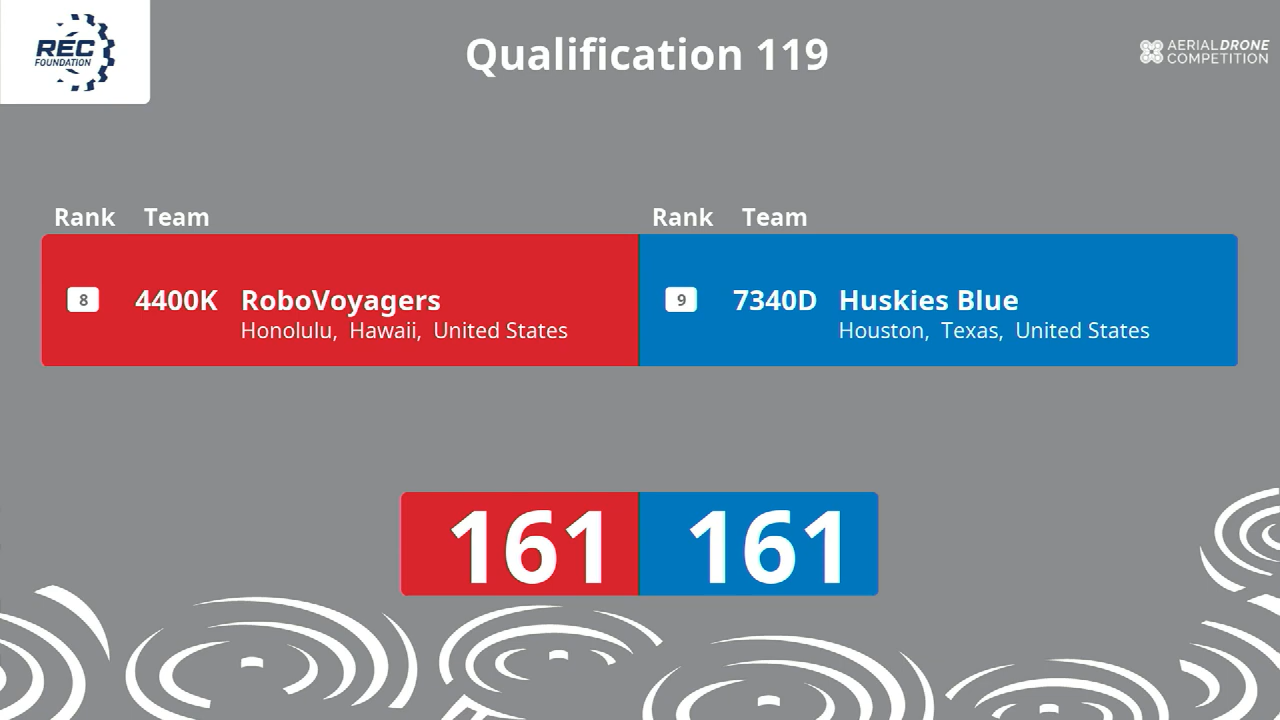 REC
FOUNDATION
Qualification 119
AERIALDRONE
COMPETITION
Rank Team
Rank Team
8 4400K RoboVoyagers
Honolulu, Hawaii, United States
9 7340D Huskies Blue
Houston, Texas, United States
161
161